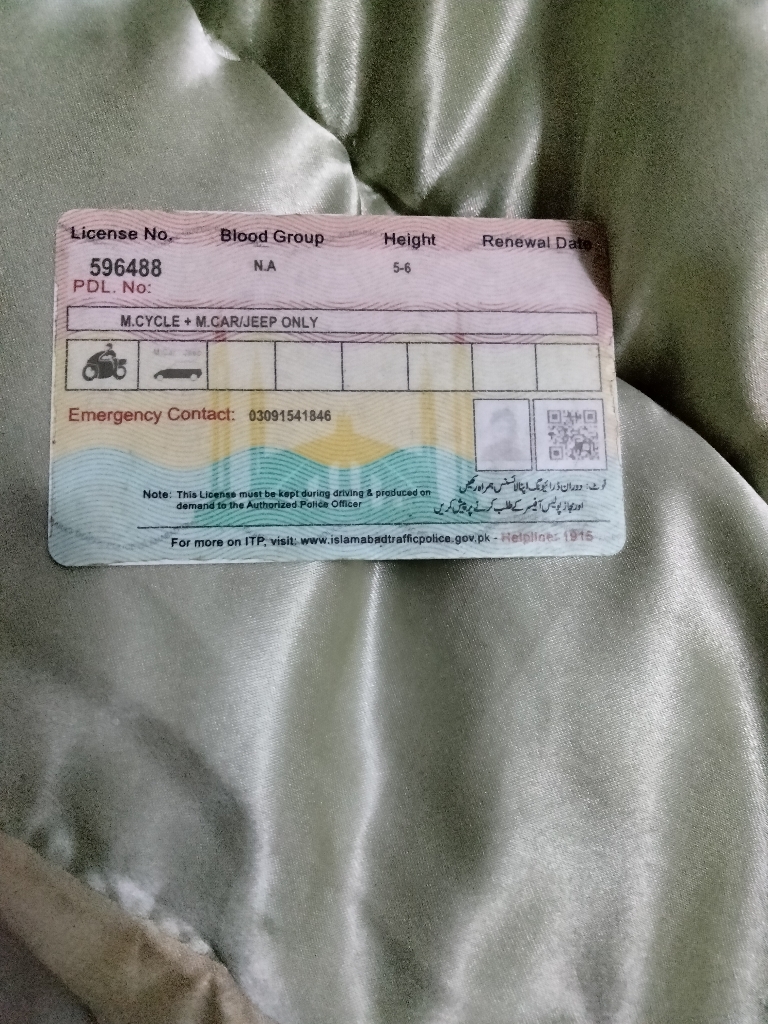 License No. Blood Group Height Renewal Date
596488 N.A 5-6
PDL. No:
M.CYCLE + M.CAR/JEEP ONLY
M.Car Jeep
Emergency Contact: 03091541846
Note: This License must be kept during driving & produced on
demand to the Authorized Police Officer
نوٹ: دوران ڈرائیونگ اپنا لائسنس ہمراہ رکھیں
اور مجاز پولیس آفیسر کے طلب کرنے پر پیش کریں
For more on ITP, visit: www.islamabadtrafficpolice.gov.pk - Helpline: 1915